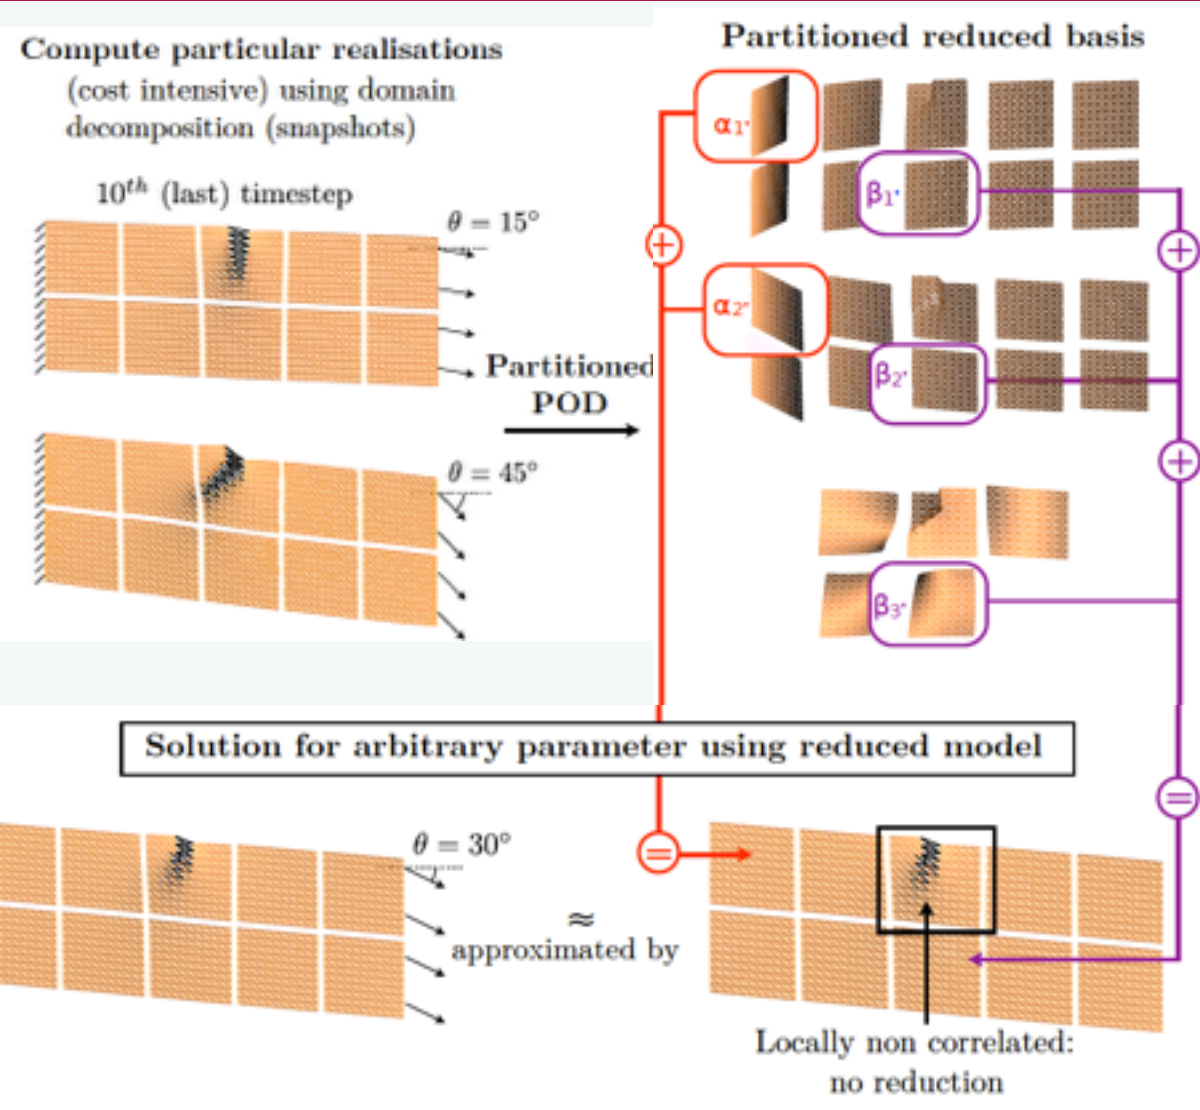 Compute particular realisations
(cost intensive) using domain
decomposition (snapshots)
10th (last) timestep
θ = 15°
θ = 45°
Partitioned
POD
Partitioned reduced basis
α1*
β1*
α2*
β2*
β3*
Solution for arbitrary parameter using reduced model
θ = 30°
≈
approximated by
Locally non correlated:
no reduction